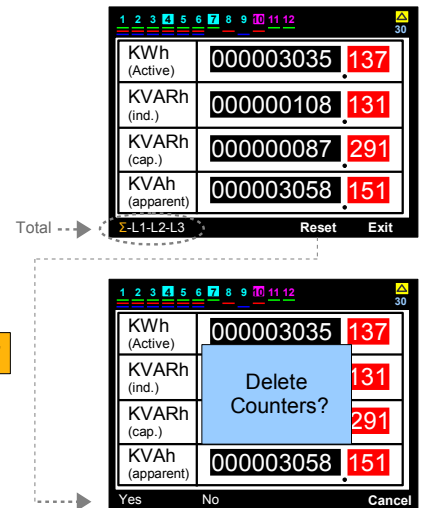 1 2 3 4 5 6 7 8 9 10 11 12
30
KWh 000003035.137
(Active)
KVARh 000000108.131
(ind.)
KVARh 000000087.291
(cap.)
KVAh 000003058.151
(apparent)
Total
Σ-L1-L2-L3 Reset Exit
1 2 3 4 5 6 7 8 9 10 11 12
30
KWh 000003035 137
(Active)
KVARh 131
(ind.)
Delete
Counters?
KVARh 291
(cap.)
KVAh 000003058.151
(apparent)
Yes No Cancel